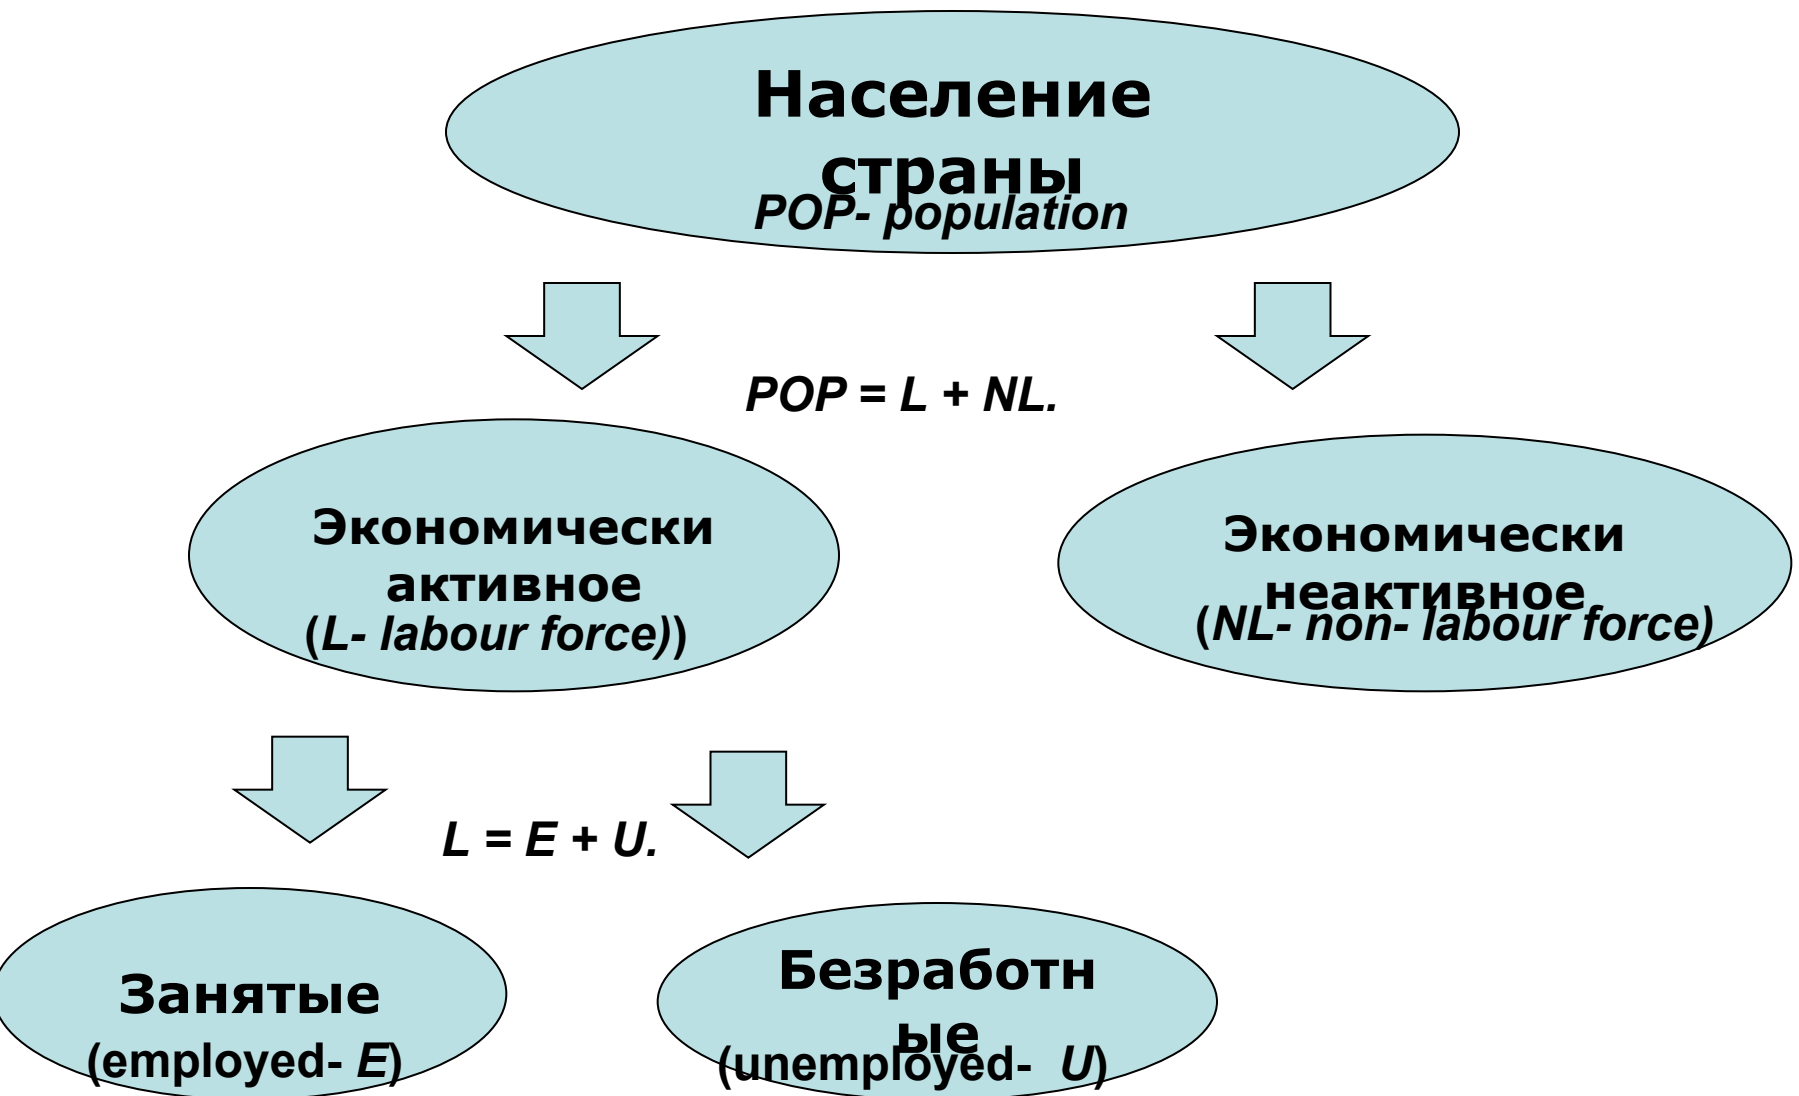 Население
страны
POP- population
POP = L + NL.
Экономически
активное
(L- labour force))
Экономически
неактивное
(NL- non- labour force)
L = E + U.
Занятые
(employed- E)
Безработн
ые
(unemployed- U)